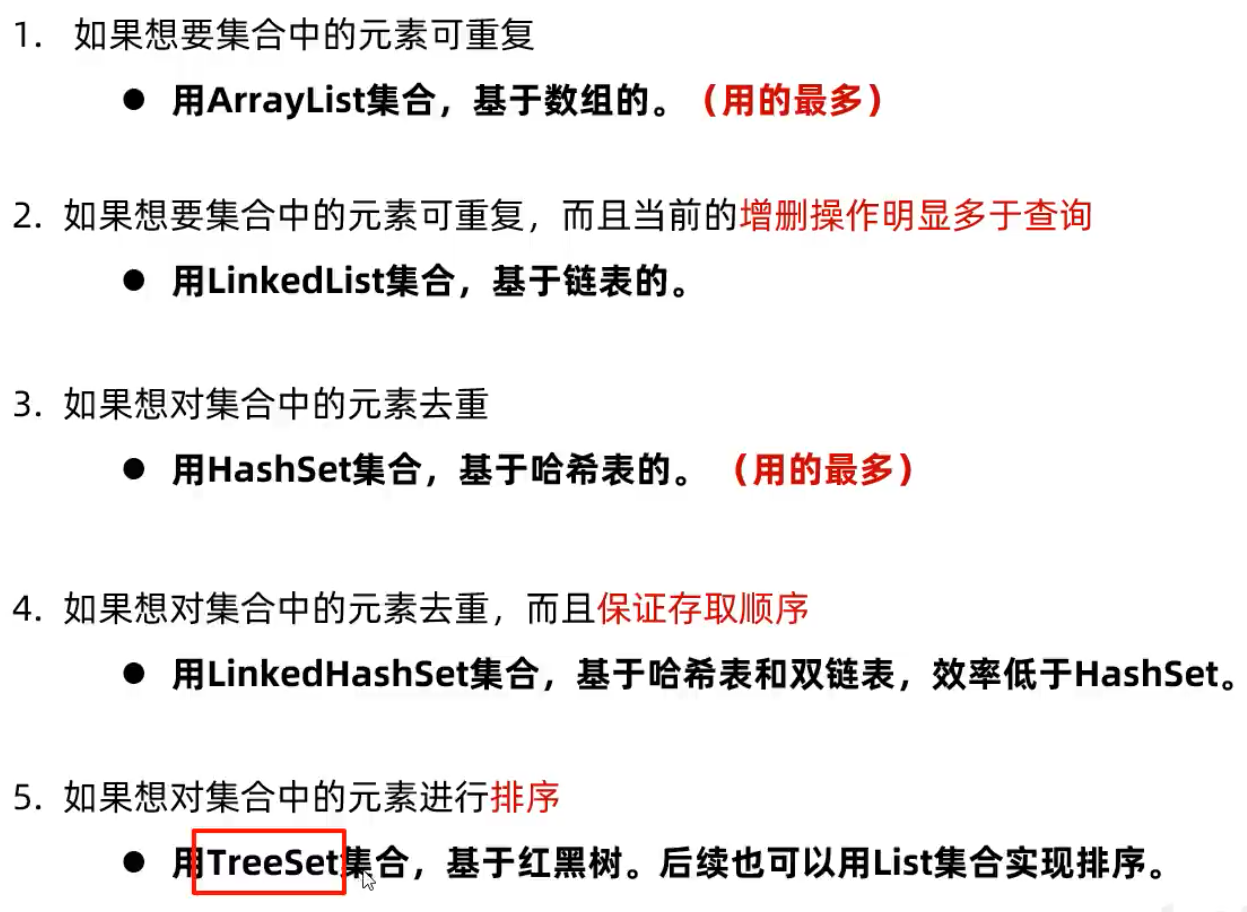 1. 如果想要集合中的元素可重复
● 用ArrayList集合，基于数组的。（用的最多）
2. 如果想要集合中的元素可重复，而且当前的增删操作明显多于查询
● 用LinkedList集合，基于链表的。
3. 如果想对集合中的元素去重
● 用HashSet集合，基于哈希表的。（用的最多）
4. 如果想对集合中的元素去重，而且保证存取顺序
● 用LinkedHashSet集合，基于哈希表和双链表，效率低于HashSet。
5. 如果想对集合中的元素进行排序
● 用TreeSet集合，基于红黑树。后续也可以用List集合实现排序。